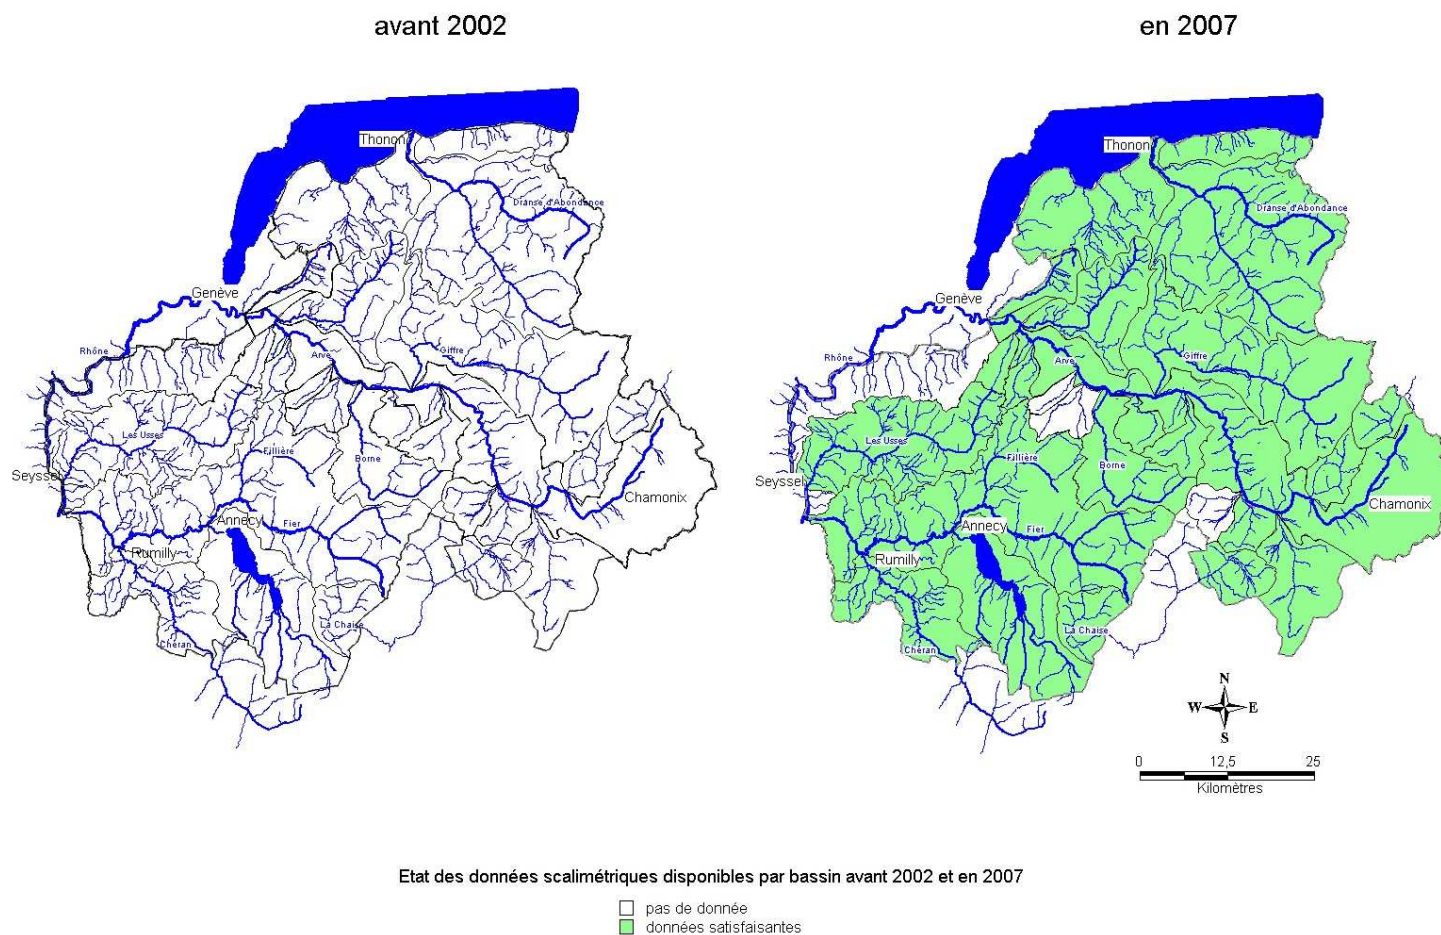 avant 2002
en 2007
Thonon
Dranse d'Abondance
Genève
Rhône
Arve
Giffre
Les Usses
Fillière
Borne
Seyssel
Chamonix
Annecy
Fier
Rumilly
La Chaise
Chéran
Thonon
Dranse d'Abondance
Genève
Rhône
Arve
Giffre
Les Usses
Fillière
Borne
Seyssel
Chamonix
Annecy
Fier
Rumilly
La Chaise
Chéran
N
W E
S
0 12,5 25
Kilomètres
Etat des données scalimétriques disponibles par bassin avant 2002 et en 2007
pas de donnée
données satisfaisantes